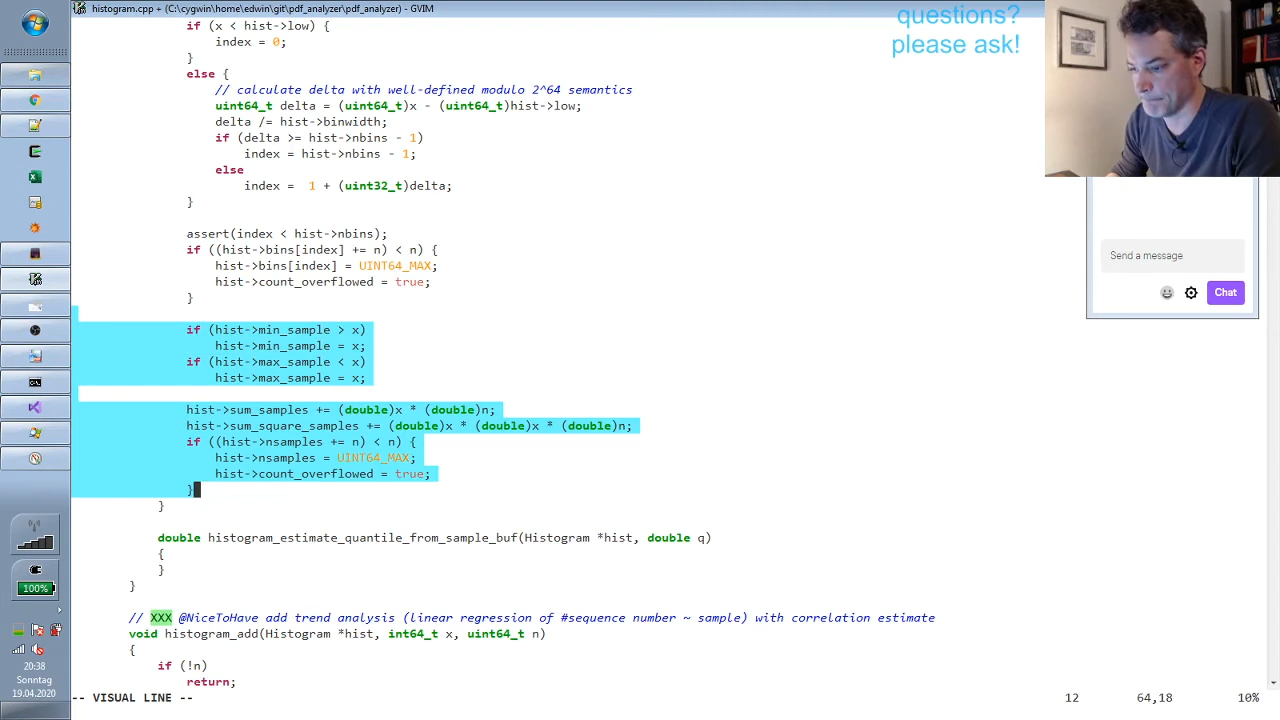 histogram.cpp + (C:\cygwin\home\edwin\git\pdf_analyzer\pdf_analyzer) - GVIM
questions?
please ask!
if (x < hist->low) {
index = 0;
}
else {
// calculate delta with well-defined modulo 2^64 semantics
uint64_t delta = (uint64_t)x - (uint64_t)hist->low;
delta /= hist->binwidth;
if (delta >= hist->nbins - 1)
index = hist->nbins - 1;
else
index =  1 + (uint32_t)delta;
}
assert(index < hist->nbins);
if ((hist->bins[index] += n) < n) {
hist->bins[index] = UINT64_MAX;
hist->count_overflowed = true;
}
if (hist->min_sample > x)
hist->min_sample = x;
if (hist->max_sample < x)
hist->max_sample = x;
hist->sum_samples += (double)x * (double)n;
hist->sum_square_samples += (double)x * (double)x * (double)n;
if ((hist->nsamples += n) < n) {
hist->nsamples = UINT64_MAX;
hist->count_overflowed = true;
}
}
double histogram_estimate_quantile_from_sample_buf(Histogram *hist, double q)
{
}
}
// XXX @NiceToHave add trend analysis (linear regression of #sequence number ~ sample) with correlation estimate
void histogram_add(Histogram *hist, int64_t x, uint64_t n)
{
if (!n)
return;
-- VISUAL LINE --
12
64,18
10%
Send a message
Chat
100%
20:38
Sonntag
19.04.2020